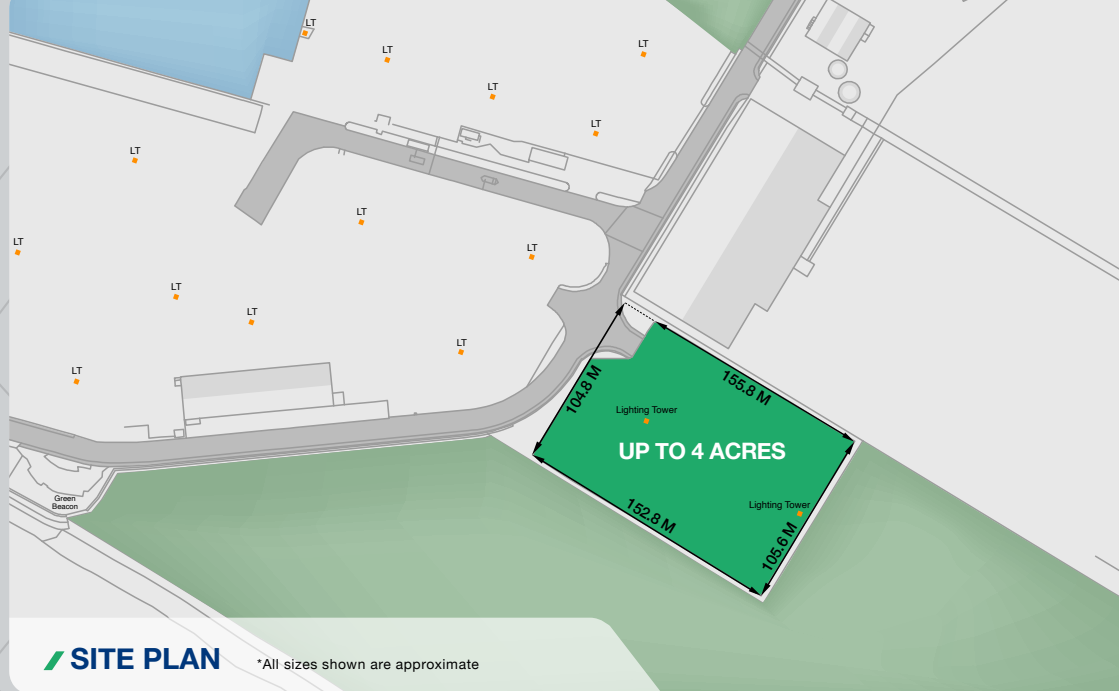 LT
LT
LT
LT
LT
LT
LT
LT
LT
LT
LT
LT
LT
104.8 M
155.8 M
Lighting Tower
UP TO 4 ACRES
Lighting Tower
152.8 M
105.6 M
Green
Beacon
SITE PLAN
*All sizes shown are approximate